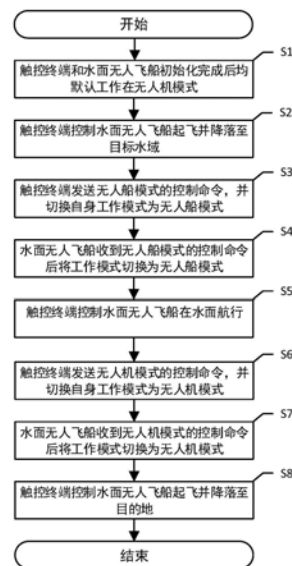 开始
S1
触控终端和水面无人飞船初始化完成后均
默认工作在无人机模式
S2
触控终端控制水面无人飞船起飞并降落至
目标水域
S3
触控终端发送无人船模式的控制命令，并
切换自身工作模式为无人船模式
S4
水面无人飞船收到无人船模式的控制命令
后将工作模式切换为无人船模式
S5
触控终端控制水面无人飞船在水面航行
S6
触控终端发送无人机模式的控制命令，并
切换自身工作模式为无人机模式
S7
水面无人飞船收到无人机模式的控制命令
后将工作模式切换为无人机模式
S8
触控终端控制水面无人飞船起飞并降落至
目的地
结束